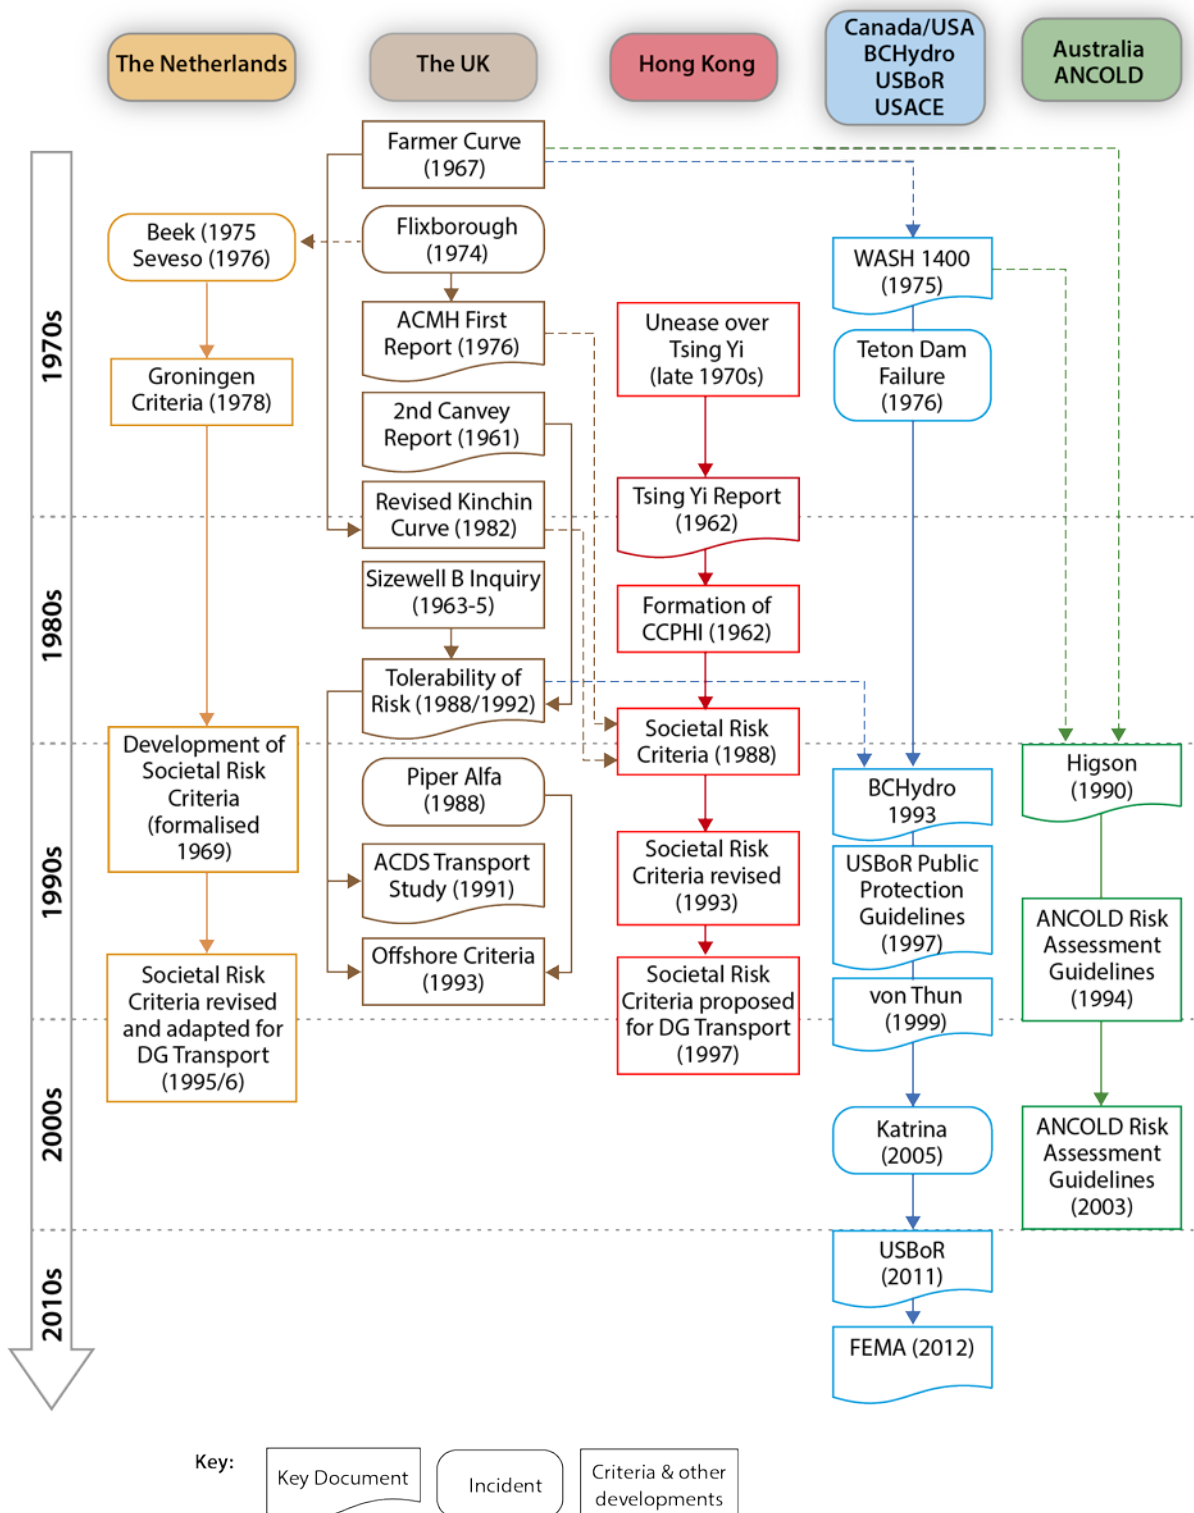 The Netherlands
The UK
Hong Kong
Canada/USA
BCHydro
USBoR
USACE
Australia
ANCOLD
1970s
1980s
1990s
2000s
2010s
Beek (1975
Seveso (1976)
Groningen
Criteria (1978)
Development of
Societal Risk
Criteria
(formalised
1969)
Societal Risk
Criteria revised
and adapted for
DG Transport
(1995/6)
Farmer Curve
(1967)
Flixborough
(1974)
ACMH First
Report (1976)
2nd Canvey
Report (1961)
Revised Kinchin
Curve (1982)
Sizewell B Inquiry
(1963-5)
Tolerability of
Risk (1988/1992)
Piper Alfa
(1988)
ACDS Transport
Study (1991)
Offshore Criteria
(1993)
Unease over
Tsing Yi
(late 1970s)
Tsing Yi Report
(1962)
Formation of
CCPHI (1962)
Societal Risk
Criteria (1988)
Societal Risk
Criteria revised
(1993)
Societal Risk
Criteria proposed
for DG Transport
(1997)
WASH 1400
(1975)
Teton Dam
Failure
(1976)
BCHydro
1993
USBoR Public
Protection
Guidelines
(1997)
von Thun
(1999)
Katrina
(2005)
USBoR
(2011)
FEMA (2012)
Higson
(1990)
ANCOLD Risk
Assessment
Guidelines
(1994)
ANCOLD Risk
Assessment
Guidelines
(2003)
Key:
Key Document
Incident
Criteria & other
developments